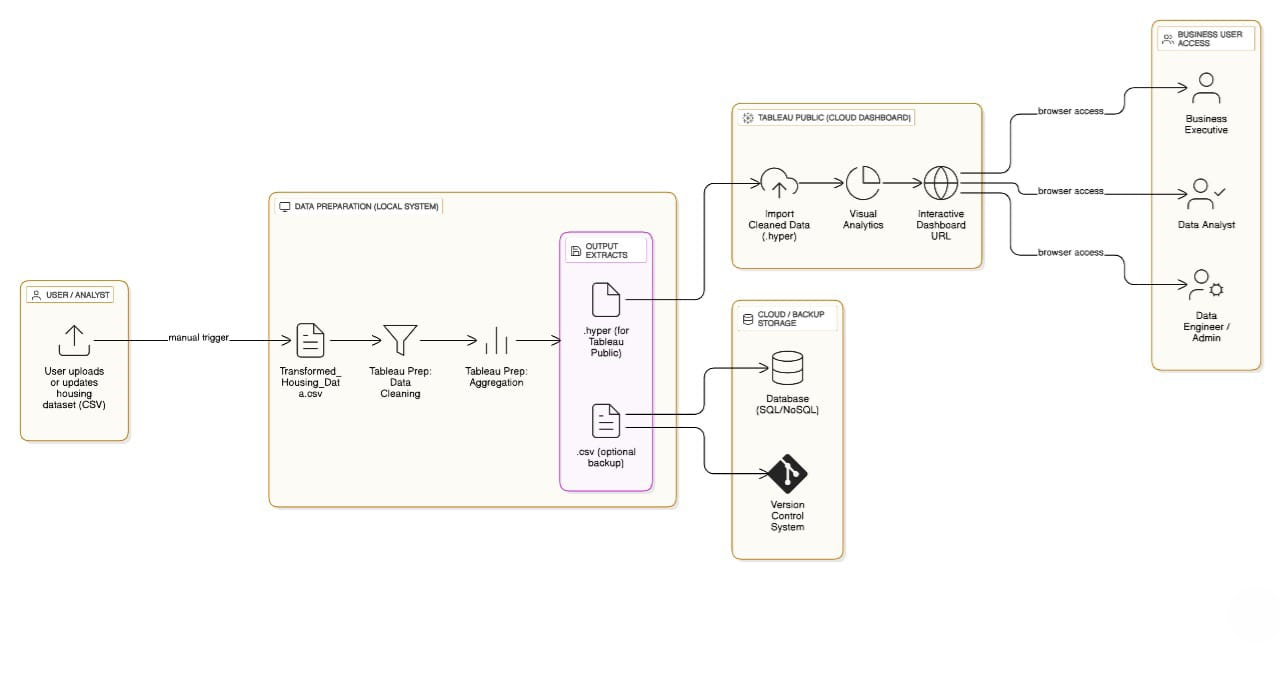 USER / ANALYST
User uploads
or updates
housing
dataset (CSV)
manual trigger
DATA PREPARATION (LOCAL SYSTEM)
Transformed_
Housing_Dat
a.csv
Tableau Prep:
Data
Cleaning
Tableau Prep:
Aggregation
OUTPUT
EXTRACTS
.hyper (for
Tableau
Public)
.csv (optional
backup)
TABLEAU PUBLIC (CLOUD DASHBOARD)
Import
Cleaned Data
(.hyper)
Visual
Analytics
Interactive
Dashboard
URL
CLOUD / BACKUP
STORAGE
Database
(SQL/NoSQL)
Version
Control
System
browser access
browser access
browser access
BUSINESS USER
ACCESS
Business
Executive
Data Analyst
Data
Engineer /
Admin